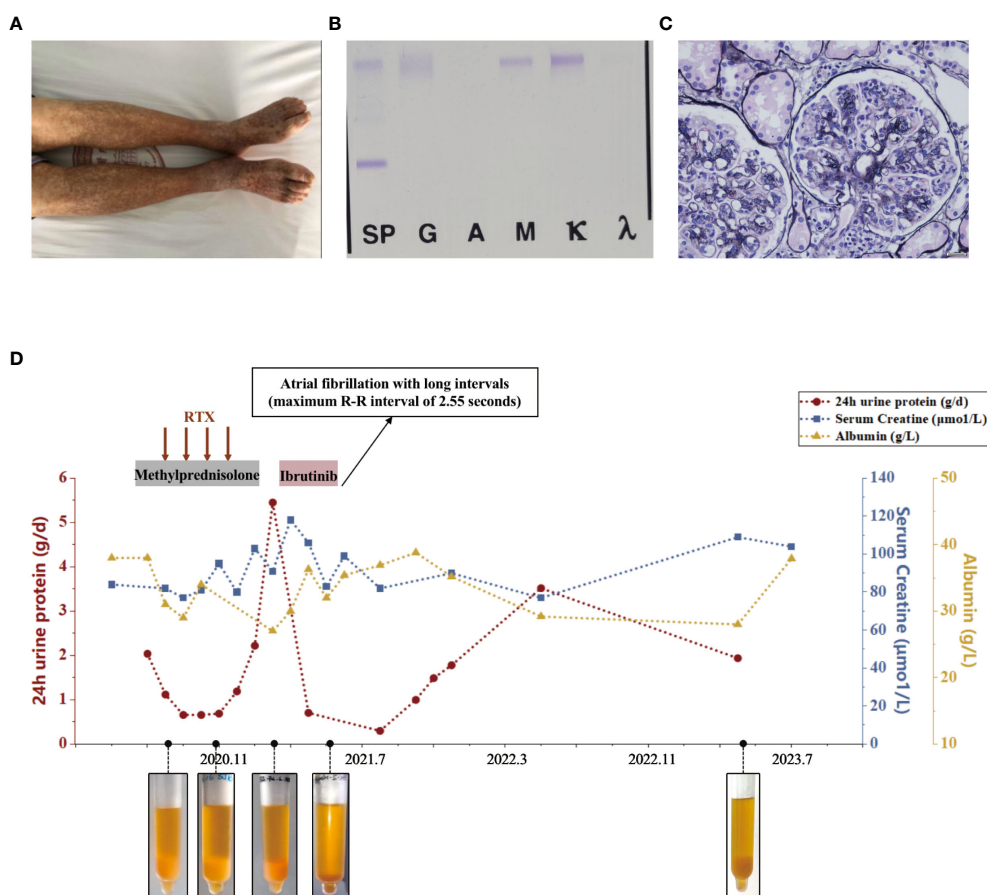 A
B
C
SP G A M K λ
D
Atrial fibrillation with long intervals
(maximum R-R interval of 2.55 seconds)
RTX
Methylprednisolone
Ibrutinib
24h urine protein (g/d)
Serum Creatine (μmo1/L)
Albumin (g/L)
24h urine protein (g/d)
6
5
4
3
2
1
0
Serum Creatine (μmo1/L)
140
120
100
80
60
40
20
0
Albumin (g/L)
50
40
30
20
10
2020.11 2021.7 2022.3 2022.11 2023.7